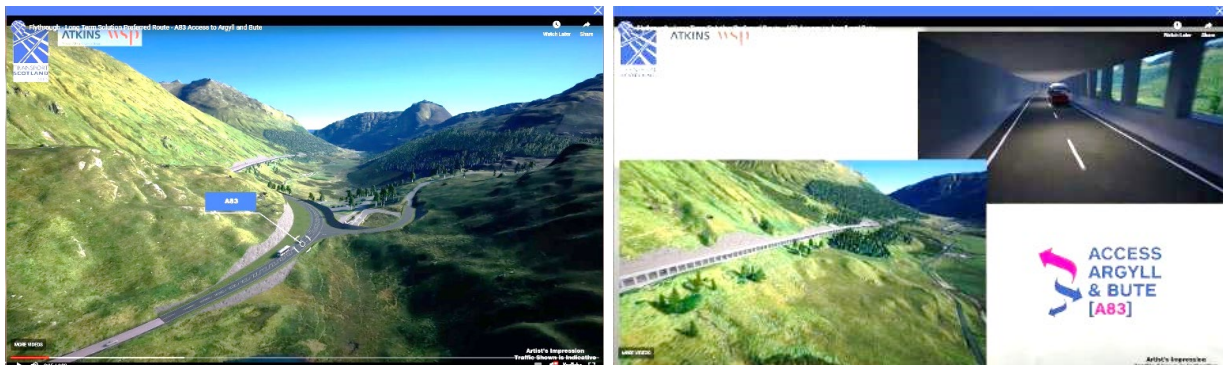 Flythrough - Long Term Solution Preferred Route - A83 Access to Argyll and Bute
Watch Later
Share
ATKINS wsp
TRANSPORT
SCOTLAND
A83
MORE VIDEOS
Artist's Impression
Traffic Shown is Indicative
YouTube
ATKINS wsp
Watch Later
Share
ACCESS
ARGYLL
& BUTE
[A83]
MORE VIDEOS
Artist's Impression